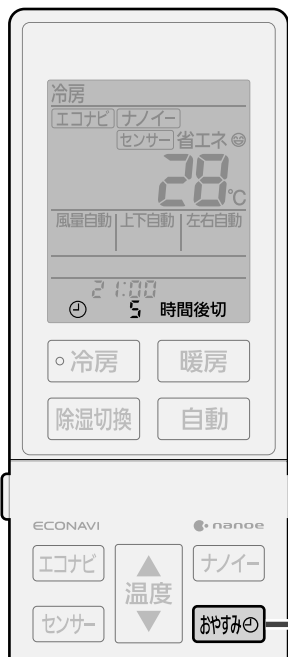 冷房
エコナビ ナノイー
センサー 省エネ
28℃
風量自動 上下自動 左右自動
21:00
5 時間後切
冷房 暖房
除湿切換 自動
ECONAVI nanoe
エコナビ ナノイー
温度
センサー おやすみ